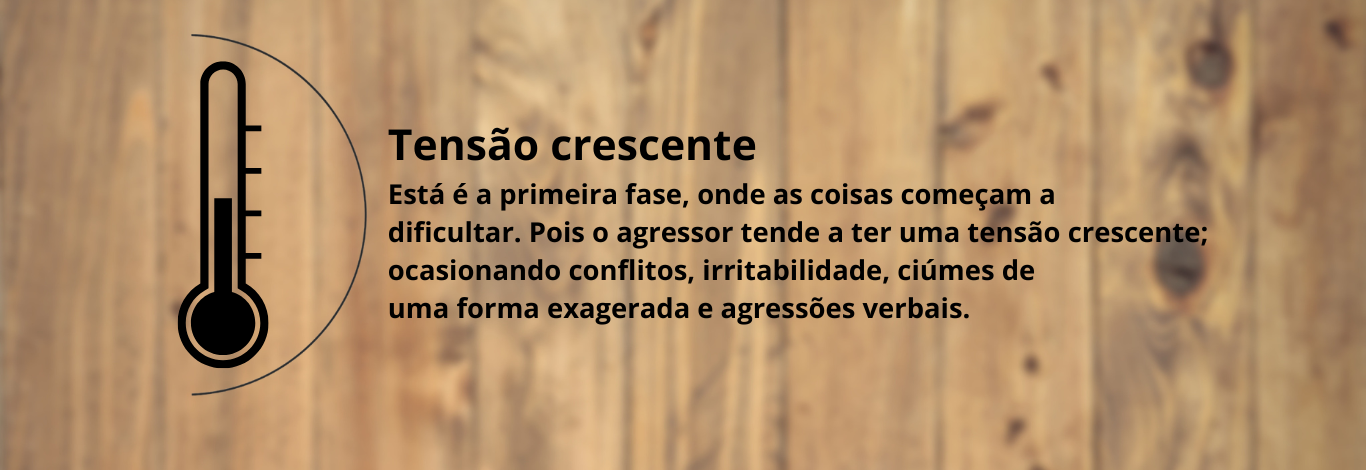 Tensão crescente
Está é a primeira fase, onde as coisas começam a
dificultar. Pois o agressor tende a ter uma tensão crescente;
ocasionando conflitos, irritabilidade, ciúmes de
uma forma exagerada e agressões verbais.